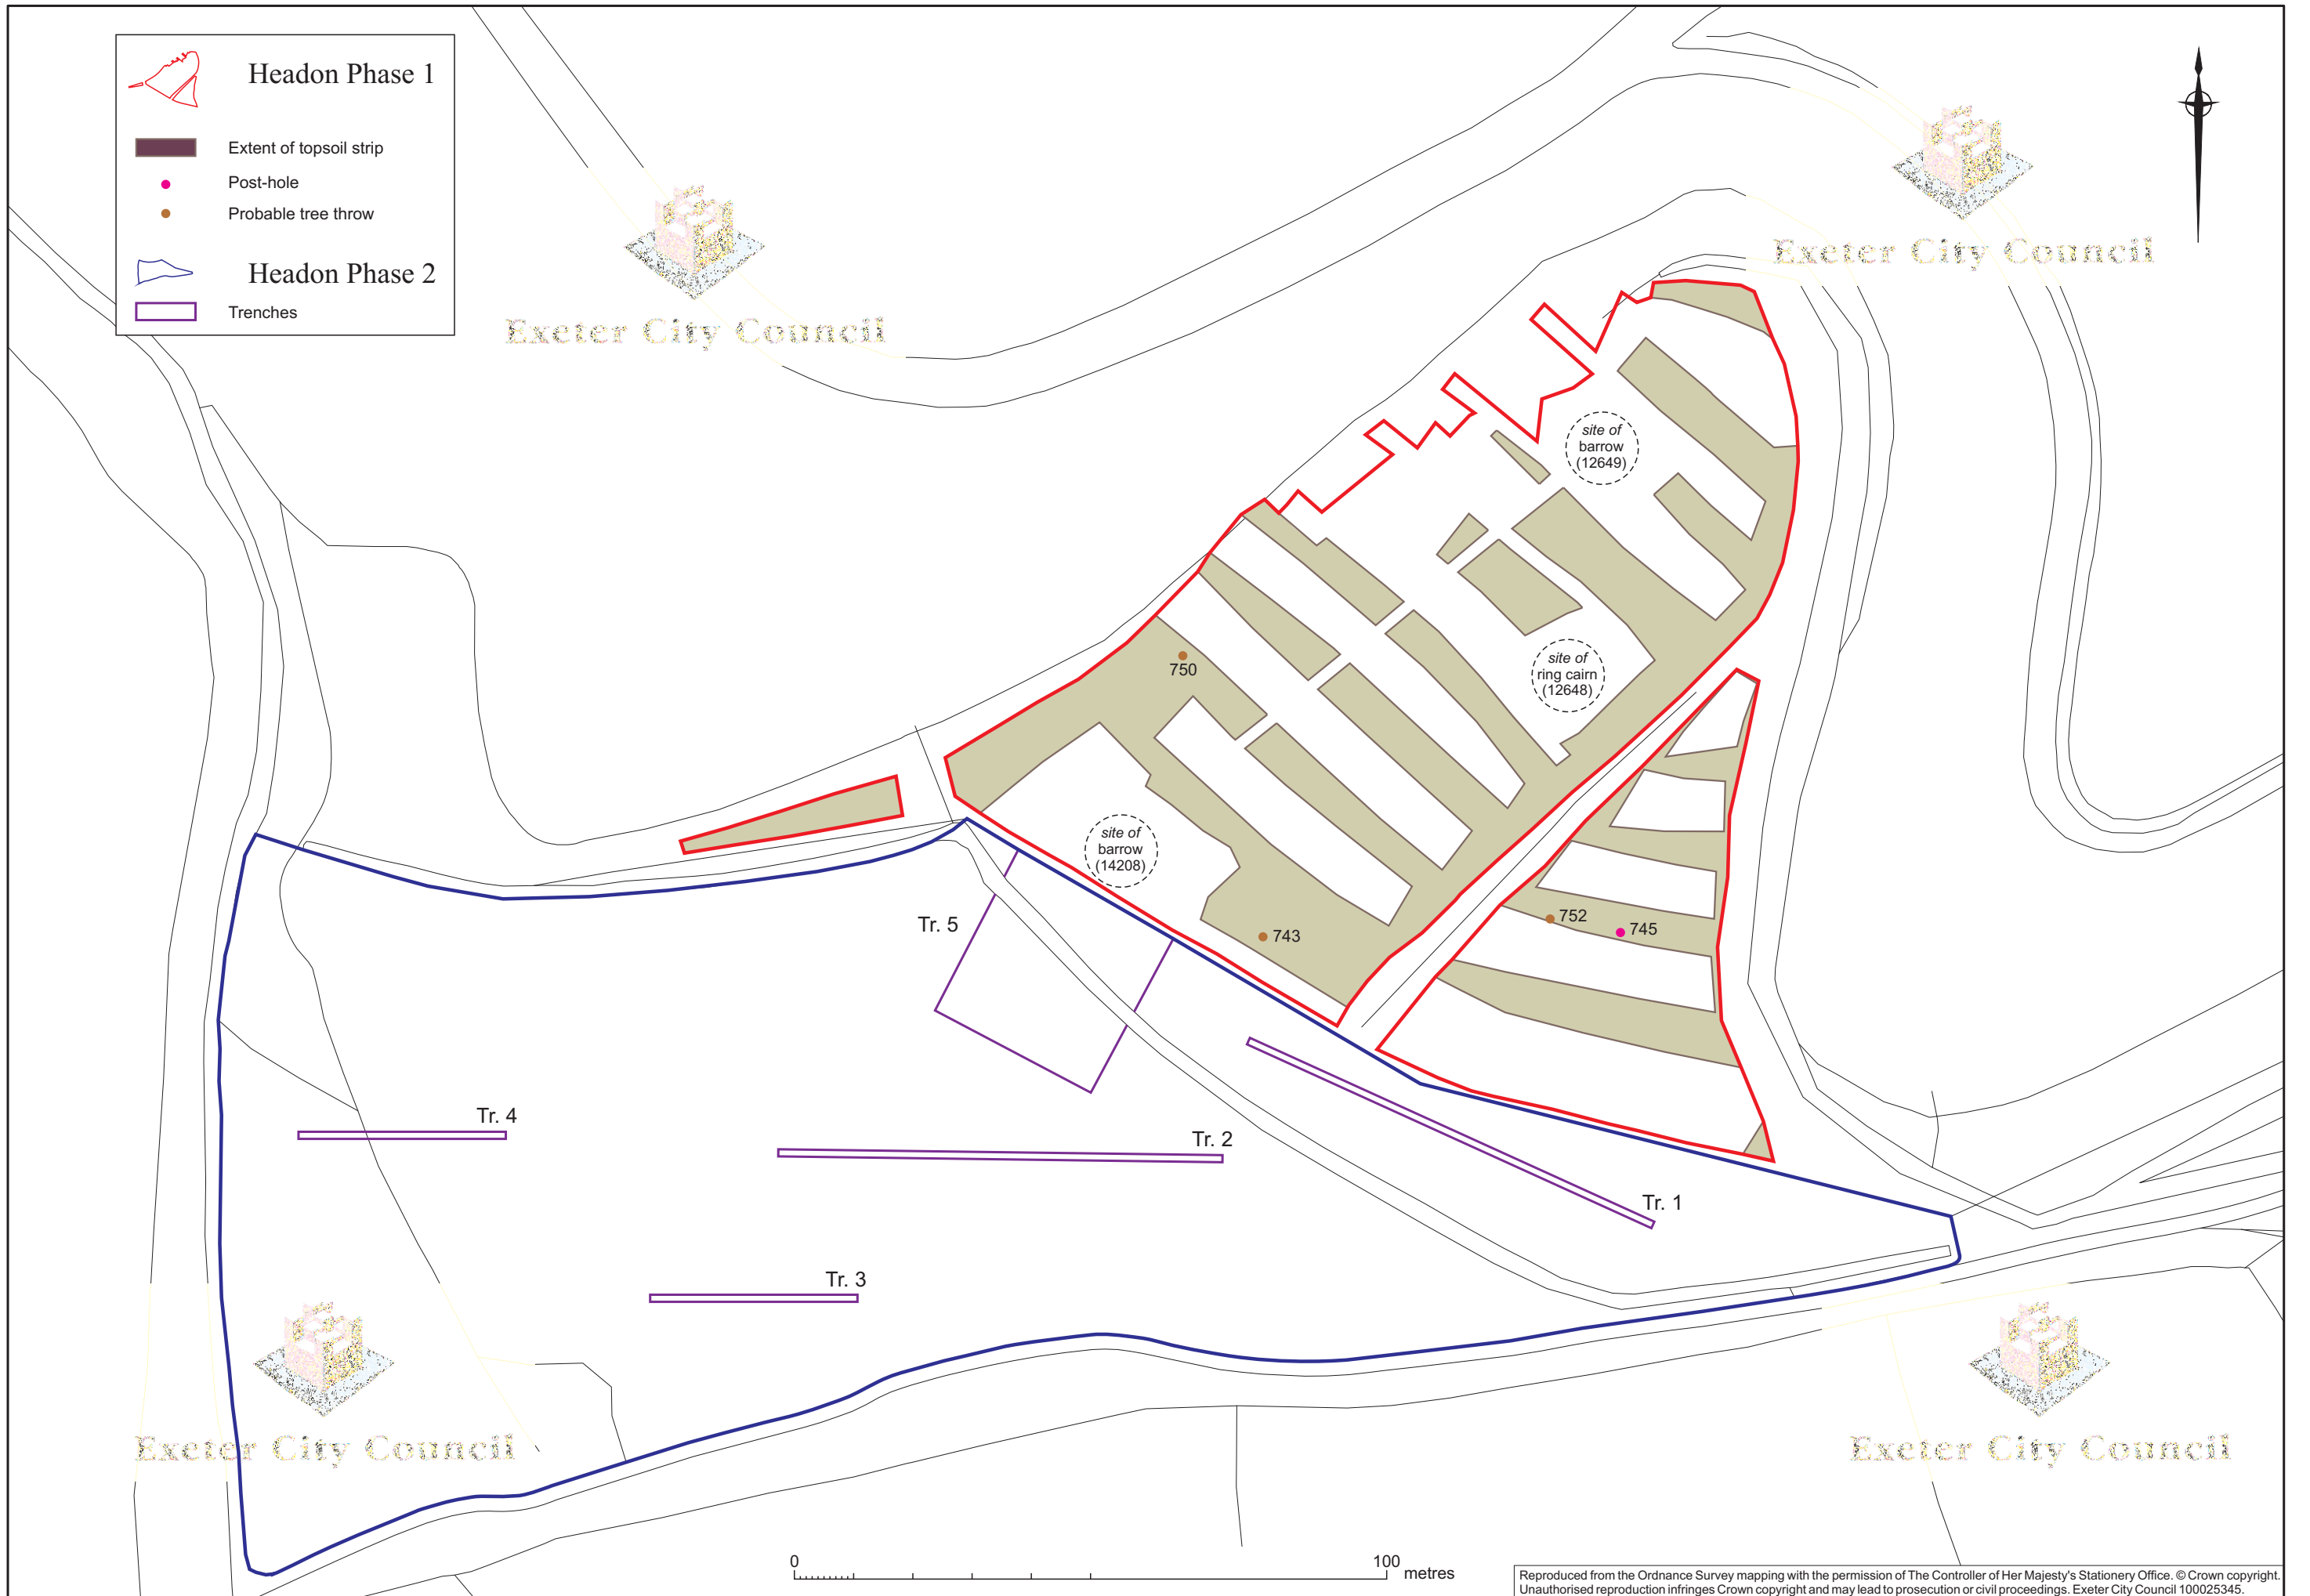 Headon Phase 1
Extent of topsoil strip
Post-hole
Probable tree throw
Headon Phase 2
Trenches
Exeter City Council
Exeter City Council
site of
barrow
(12649)
site of
ring cairn
(12648)
750
site of
barrow
(14208)
743
752
745
Tr. 5
Tr. 4
Tr. 2
Tr. 1
Tr. 3
Exeter City Council
Exeter City Council
0
100
metres
Reproduced from the Ordnance Survey mapping with the permission of The Controller of Her Majesty's Stationery Office. © Crown copyright.
Unauthorised reproduction infringes Crown copyright and may lead to prosecution or civil proceedings. Exeter City Council 100025345.